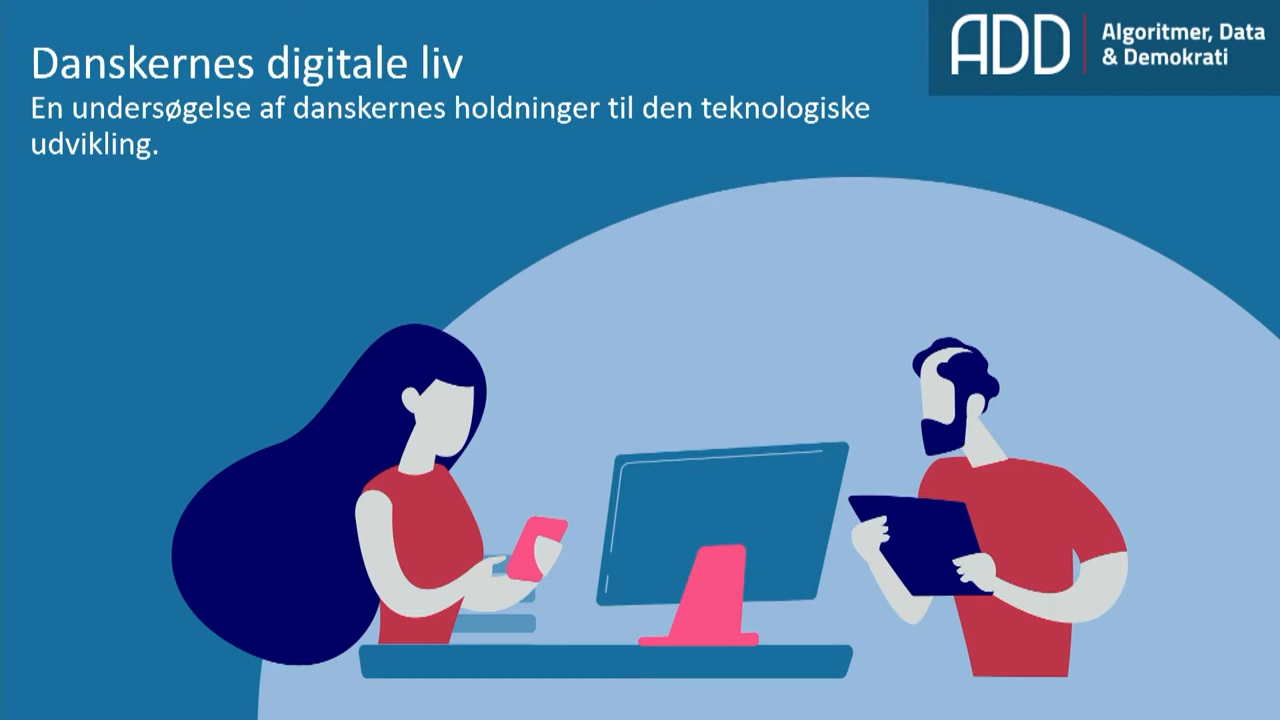 Danskernes digitale liv
En undersøgelse af danskernes holdninger til den teknologiske
udvikling.
ADD
Algoritmer, Data
& Demokrati